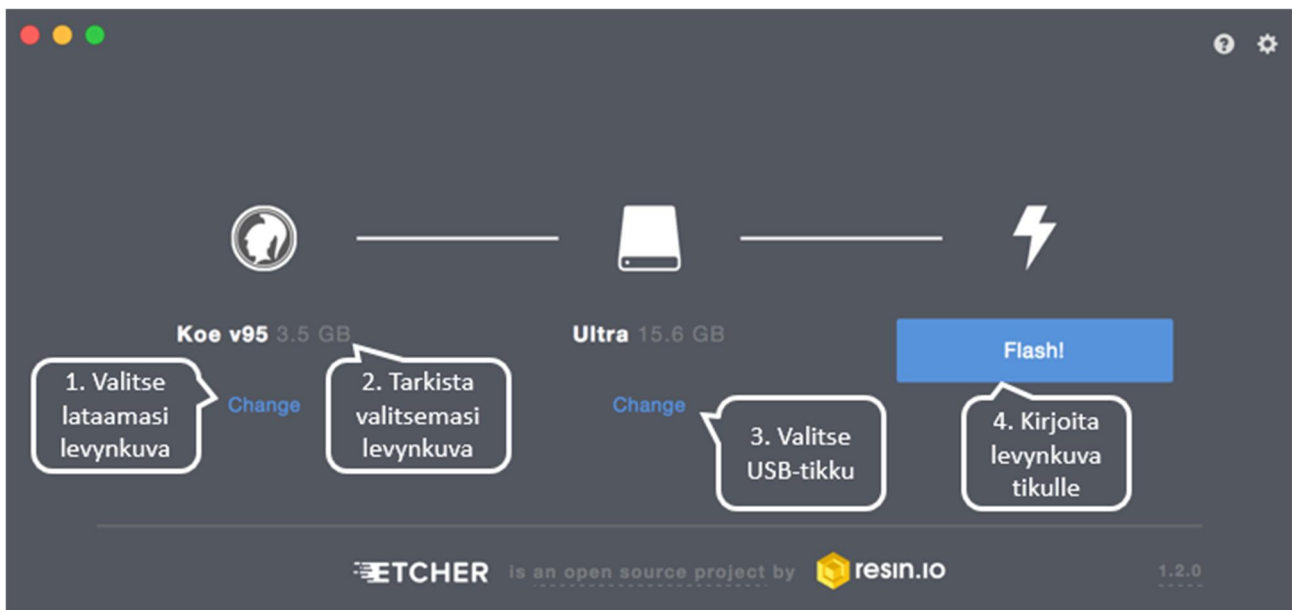 Koe v95 3.5 GB
Ultra 15.6 GB
Flash!
1. Valitse
lataamasi
levynkuva
Change
2. Tarkista
valitsemasi
levynkuva
Change
3. Valitse
USB-tikku
4. Kirjoita
levynkuva
tikulle
ETCHER is an open source project by resin.io
1.2.0